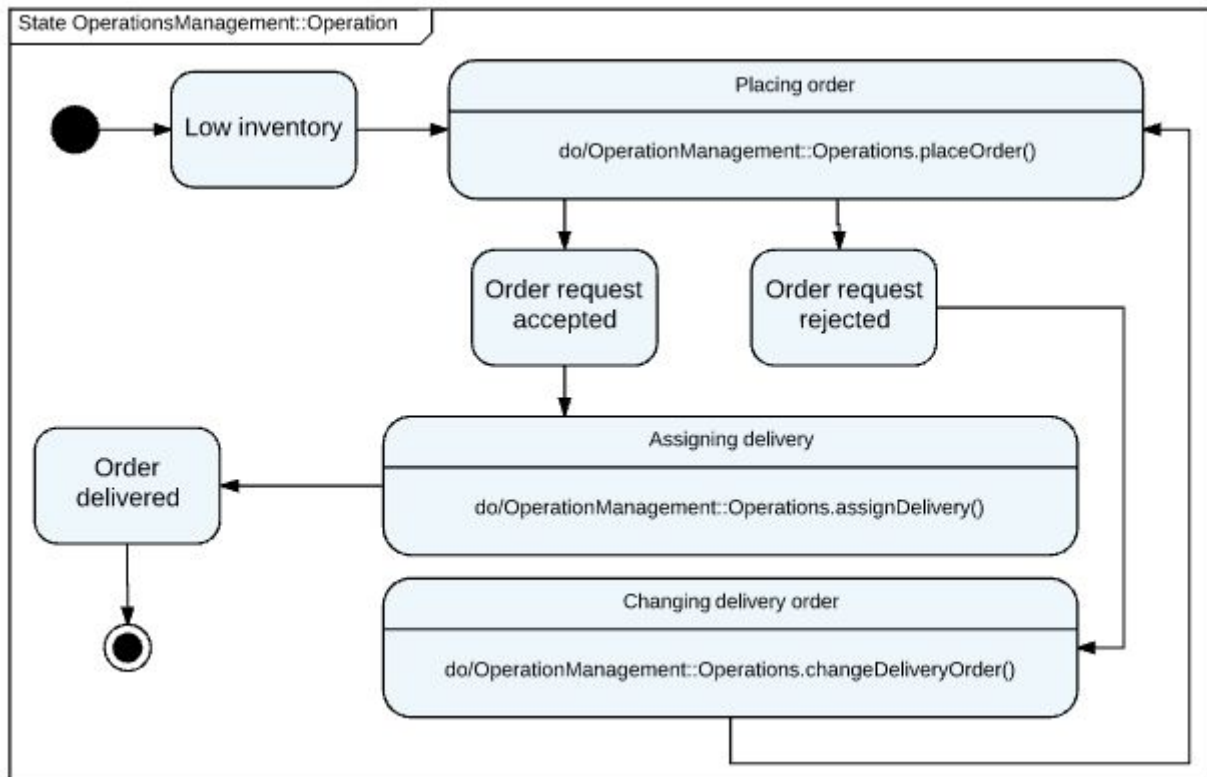 State OperationsManagement::Operation
Low inventory
Placing order
do/OperationManagement::Operations.placeOrder()
Order request
accepted
Order request
rejected
Assigning delivery
do/OperationManagement::Operations.assignDelivery()
Order
delivered
Changing delivery order
do/OperationManagement::Operations.changeDeliveryOrder()